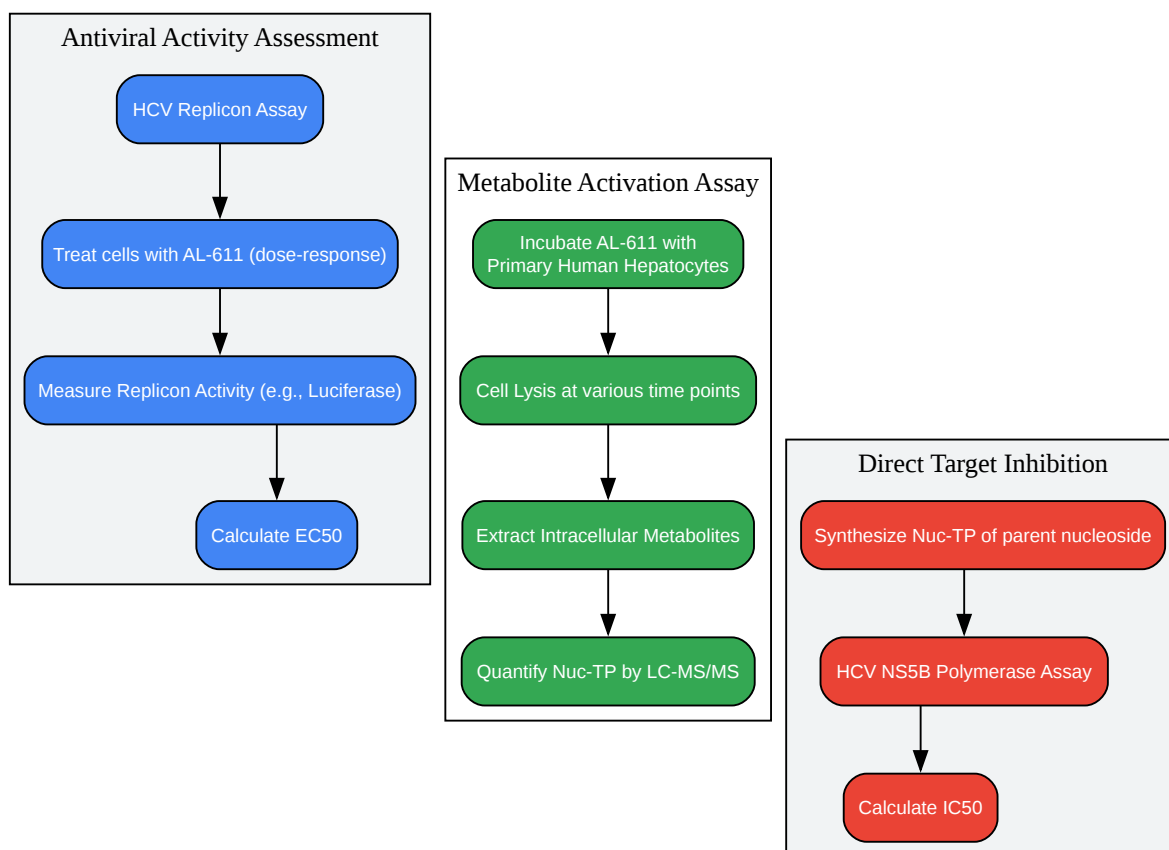 Antiviral Activity Assessment
HCV Replicon Assay
Treat cells with AL-611 (dose-response)
Measure Replicon Activity (e.g., Luciferase)
Calculate EC50
Metabolite Activation Assay
Incubate AL-611 with
Primary Human Hepatocytes
Cell Lysis at various time points
Extract Intracellular Metabolites
Quantify Nuc-TP by LC-MS/MS
Direct Target Inhibition
Synthesize Nuc-TP of parent nucleoside
HCV NS5B Polymerase Assay
Calculate IC50